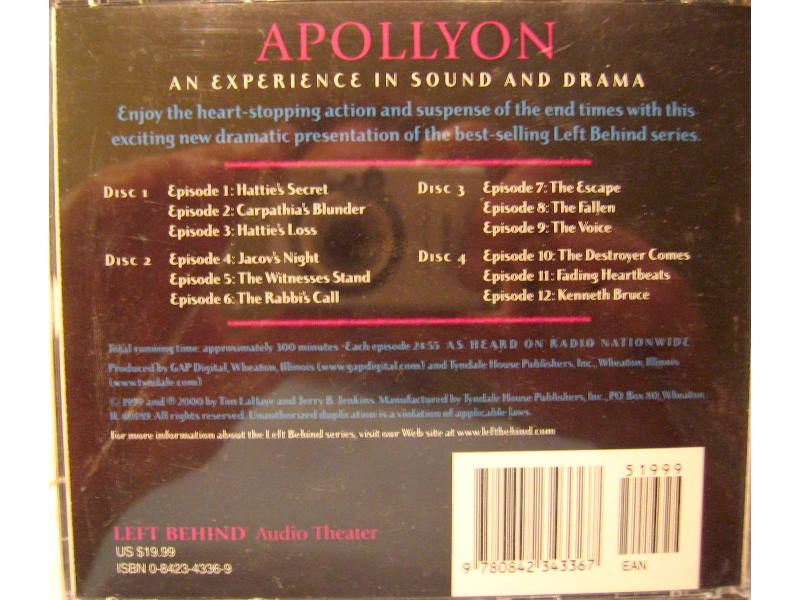 APOLLYON
AN EXPERIENCE IN SOUND AND DRAMA
Enjoy the heart-stopping action and suspense of the end times with this
exciting new dramatic presentation of the best-selling Left Behind series.
DISC 1 Episode 1: Hattie's Secret
Episode 2: Carpathia's Blunder
Episode 3: Hattie's Loss
DISC 2 Episode 4: Jacov's Night
Episode 5: The Witnesses Stand
Episode 6: The Rabbi's Call
DISC 3 Episode 7: The Escape
Episode 8: The Fallen
Episode 9: The Voice
DISC 4 Episode 10: The Destroyer Comes
Episode 11: Fading Heartbeats
Episode 12: Kenneth Bruce
Total running time: approximately 300 minutes · Each episode 24:55 AS HEARD ON RADIO NATIONWIDE
Produced by GAP Digital, Wheaton, Illinois (www.gapdigital.com) and Tyndale House Publishers, Inc., Wheaton, Illinois
(www.tyndale.com)
© 1999 and ℗ 2000 by Tim LaHaye and Jerry B. Jenkins. Manufactured by Tyndale House Publishers, Inc., PO Box 80, Wheaton
IL 60189. All rights reserved. Unauthorized duplication is a violation of applicable laws.
For more information about the Left Behind series, visit our Web site at www.leftbehind.com
LEFT BEHIND® Audio Theater
US $19.99
ISBN 0-8423-4336-9
51999
9 780842 343367
EAN